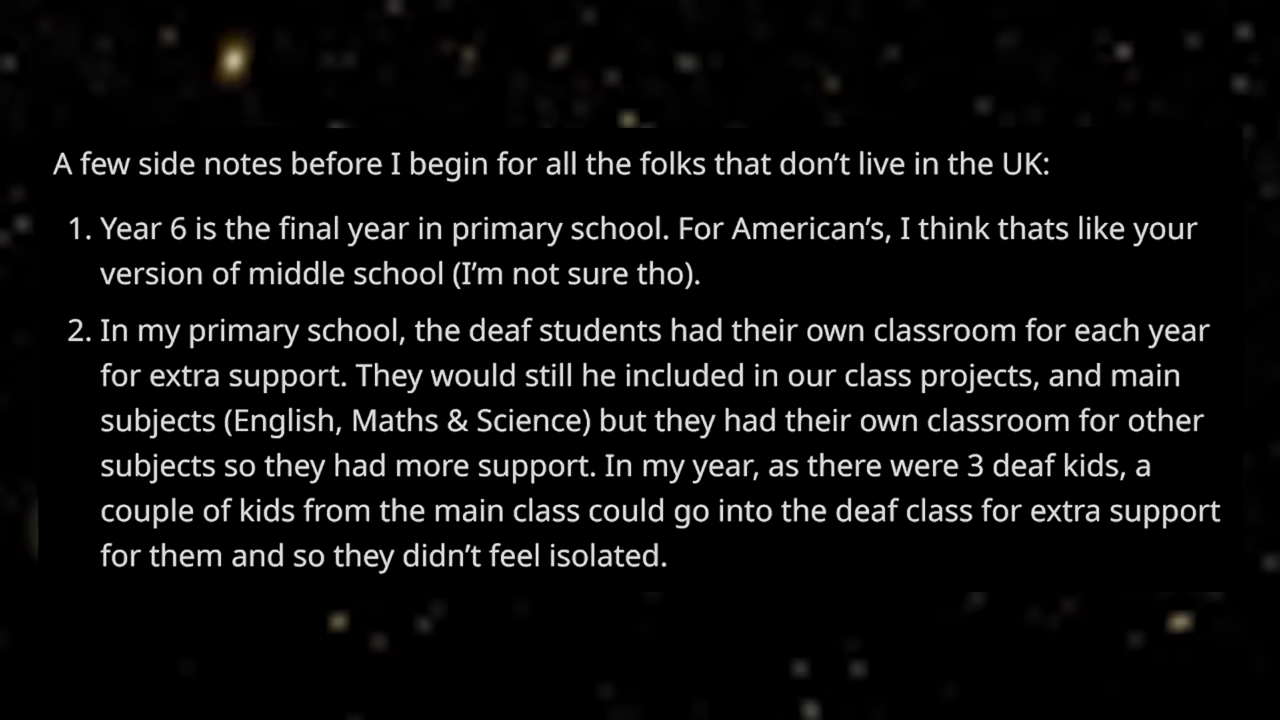 A few side notes before I begin for all the folks that don’t live in the UK:
1. Year 6 is the final year in primary school. For American’s, I think thats like your
version of middle school (I’m not sure tho).
2. In my primary school, the deaf students had their own classroom for each year
for extra support. They would still he included in our class projects, and main
subjects (English, Maths & Science) but they had their own classroom for other
subjects so they had more support. In my year, as there were 3 deaf kids, a
couple of kids from the main class could go into the deaf class for extra support
for them and so they didn’t feel isolated.